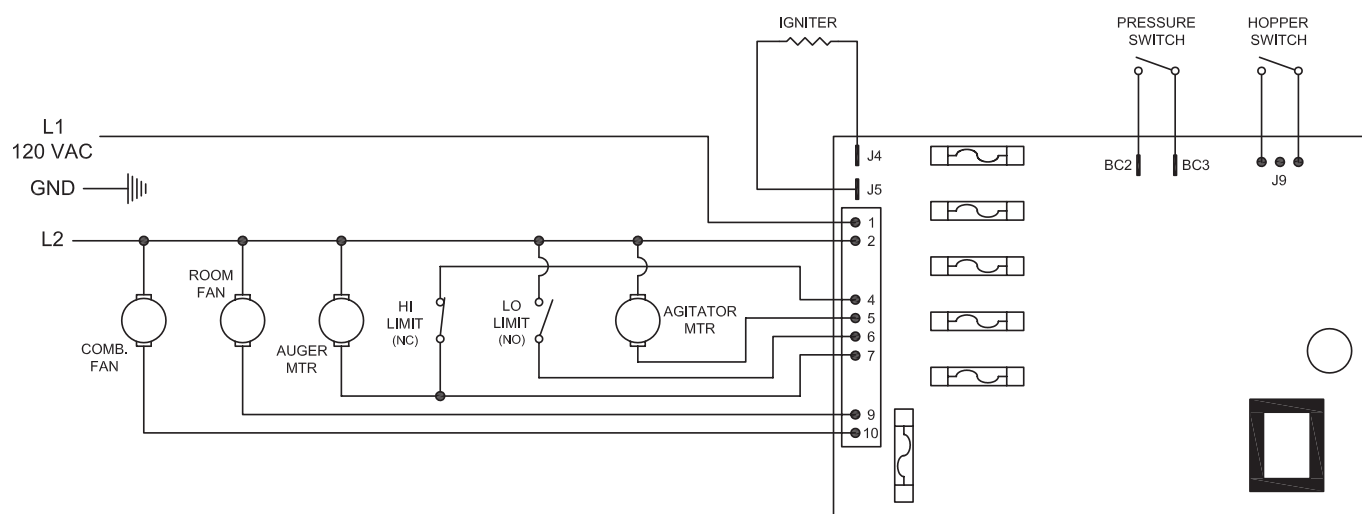 IGNITER
PRESSURE
SWITCH
HOPPER
SWITCH
L1
120 VAC
GND
L2
J4
J5
BC2
BC3
J9
1
2
4
5
6
7
9
10
ROOM
FAN
COMB.
FAN
AUGER
MTR
HI
LIMIT
(NC)
LO
LIMIT
(NO)
AGITATOR
MTR